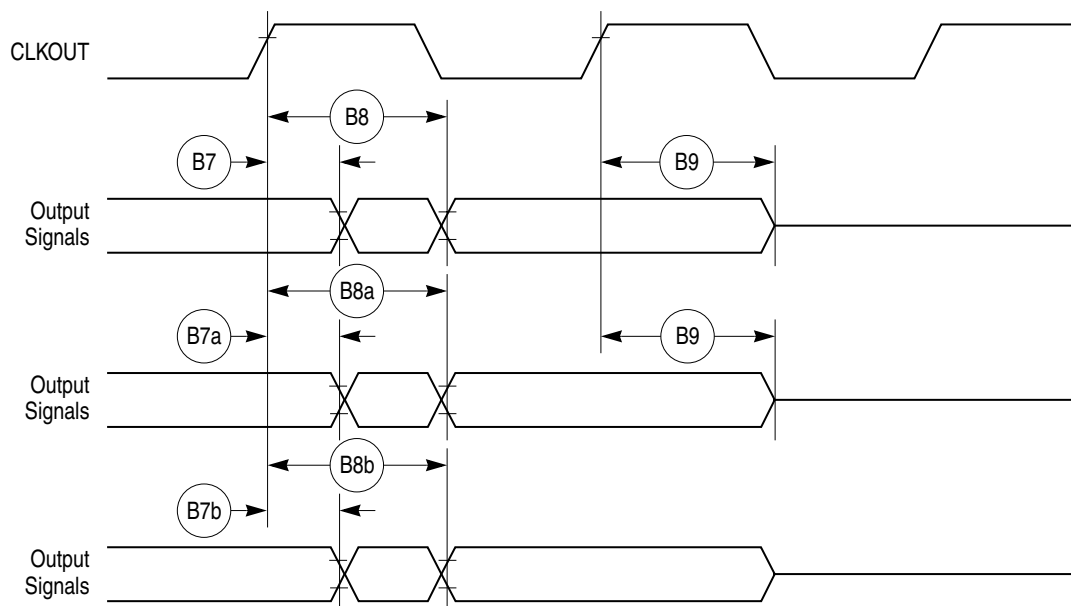 CLKOUT
B8
B7
B9
Output
Signals
B8a
B7a
B9
Output
Signals
B8b
B7b
Output
Signals